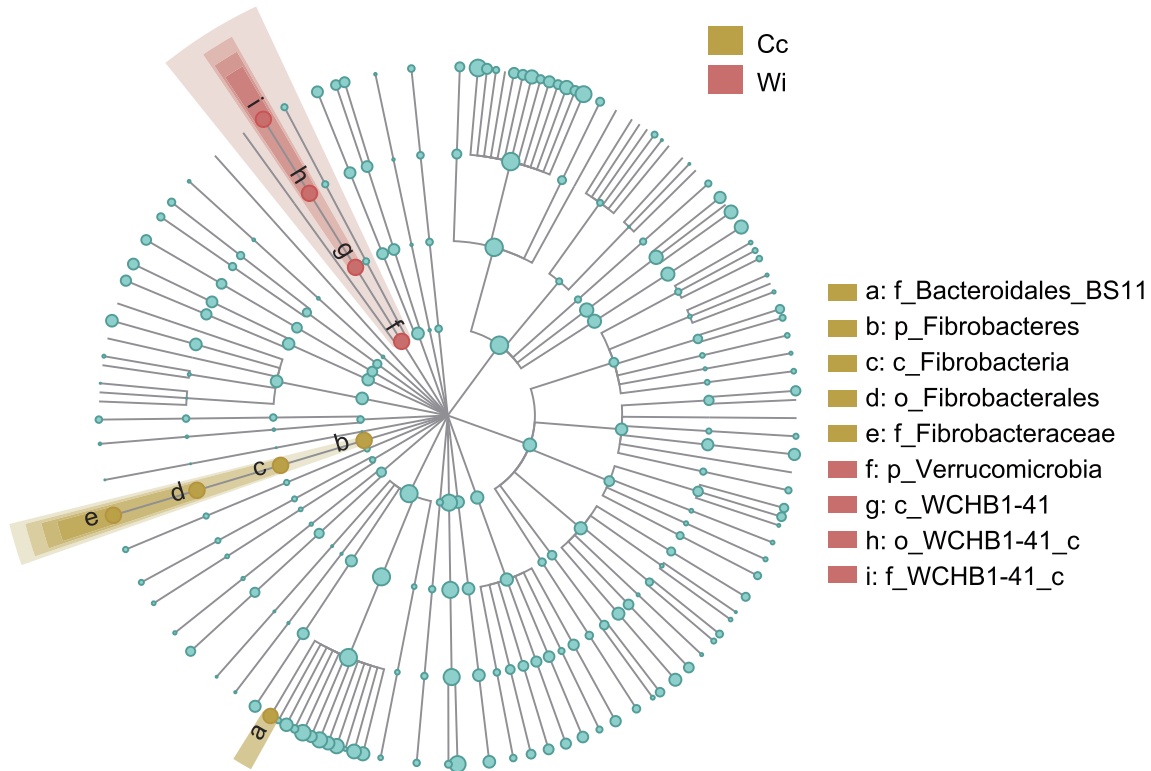 Cc
Wi
i
h
g
f
b
c
d
e
a
a: f_Bacteroidales_BS11
b: p_Fibrobacteres
c: c_Fibrobacteria
d: o_Fibrobacterales
e: f_Fibrobacteraceae
f: p_Verrucomicrobia
g: c_WCHB1-41
h: o_WCHB1-41_c
i: f_WCHB1-41_c